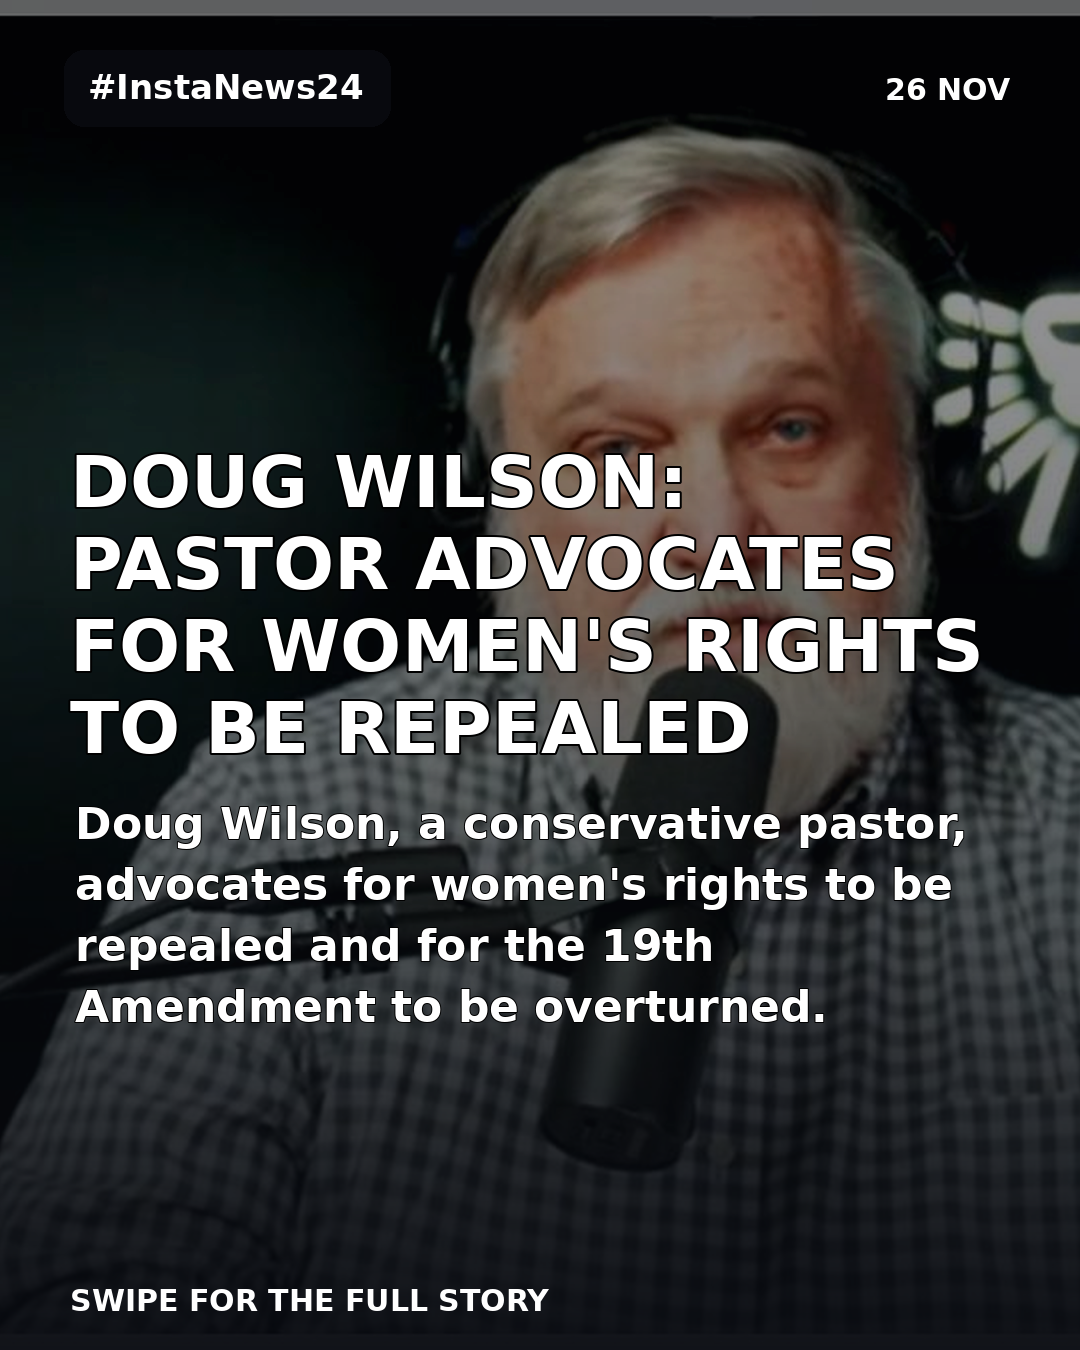 #InstaNews24
26 NOV
DOUG WILSON:
PASTOR ADVOCATES
FOR WOMEN'S RIGHTS
TO BE REPEALED
Doug Wilson, a conservative pastor,
advocates for women's rights to be
repealed and for the 19th
Amendment to be overturned.
SWIPE FOR THE FULL STORY